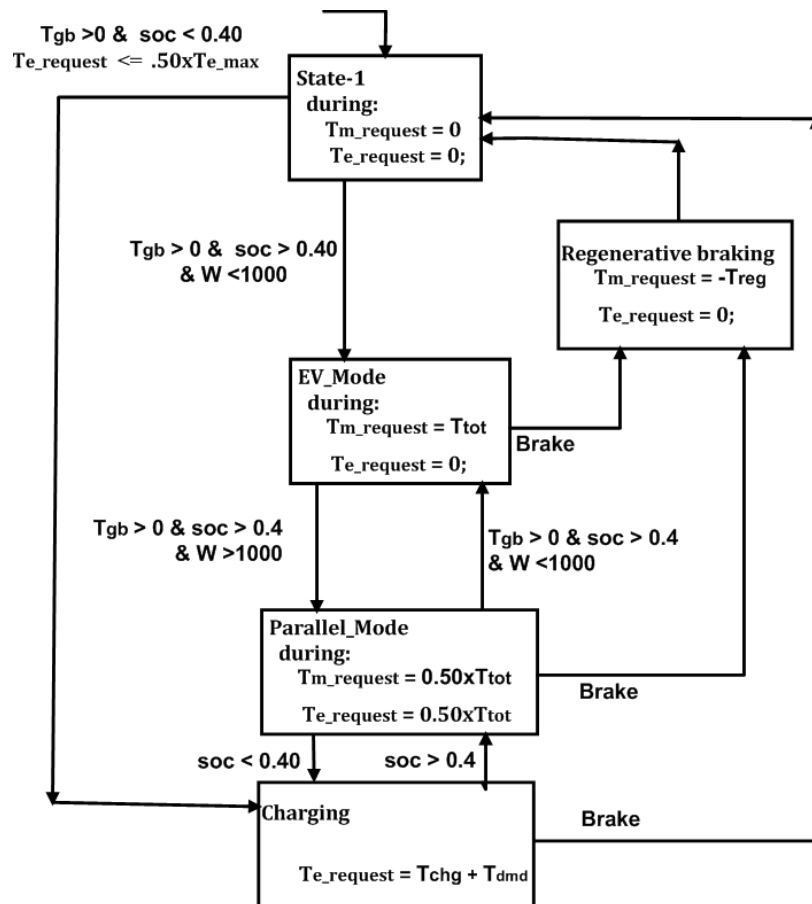 Tgb >0 & soc < 0.40
Te_request <= .50xTe_max
State-1
during:
Tm_request = 0
Te_request = 0;
Tgb > 0 & soc > 0.40
& W <1000
Regenerative braking
Tm_request = -Treg
Te_request = 0;
EV_Mode
during:
Tm_request = Ttot
Te_request = 0;
Brake
Tgb > 0 & soc > 0.4
& W >1000
Tgb > 0 & soc > 0.4
& W <1000
Parallel_Mode
during:
Tm_request = 0.50xTtot
Te_request = 0.50xTtot
Brake
soc < 0.40
soc > 0.4
Charging
Te_request = Tchg + Tdmd
Brake